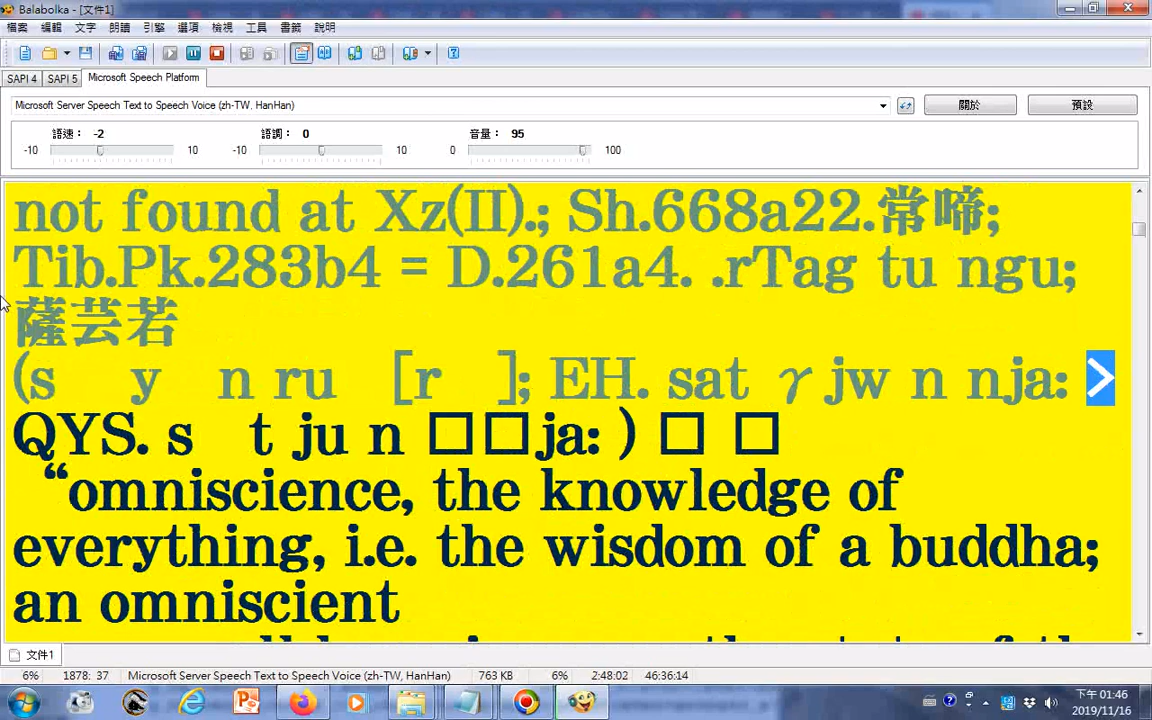 Balabolka - [文件1]
檔案 編輯 文字 朗讀 引擎 選項 檢視 工具 書籤 說明
SAPI 4 SAPI 5 Microsoft Speech Platform
Microsoft Server Speech Text to Speech Voice (zh-TW, HanHan) 關於 預設
語速： -2 語調： 0 音量： 95
-10 10 -10 10 0 100
not found at Xz(II).; Sh.668a22.常啼;
Tib.Pk.283b4 = D.261a4. .rTag tu ngu;
薩芸若
(s y n ru [r ]; EH. sat γ jw n nja: >
QYS. s t ju n □□ja: ) □ □
“omniscience, the knowledge of
everything, i.e. the wisdom of a buddha;
an omniscient
文件1
6% 1878: 37 Microsoft Server Speech Text to Speech Voice (zh-TW, HanHan) 763 KB 6% 2:48:02 46:36:14
下午 01:46
2019/11/16